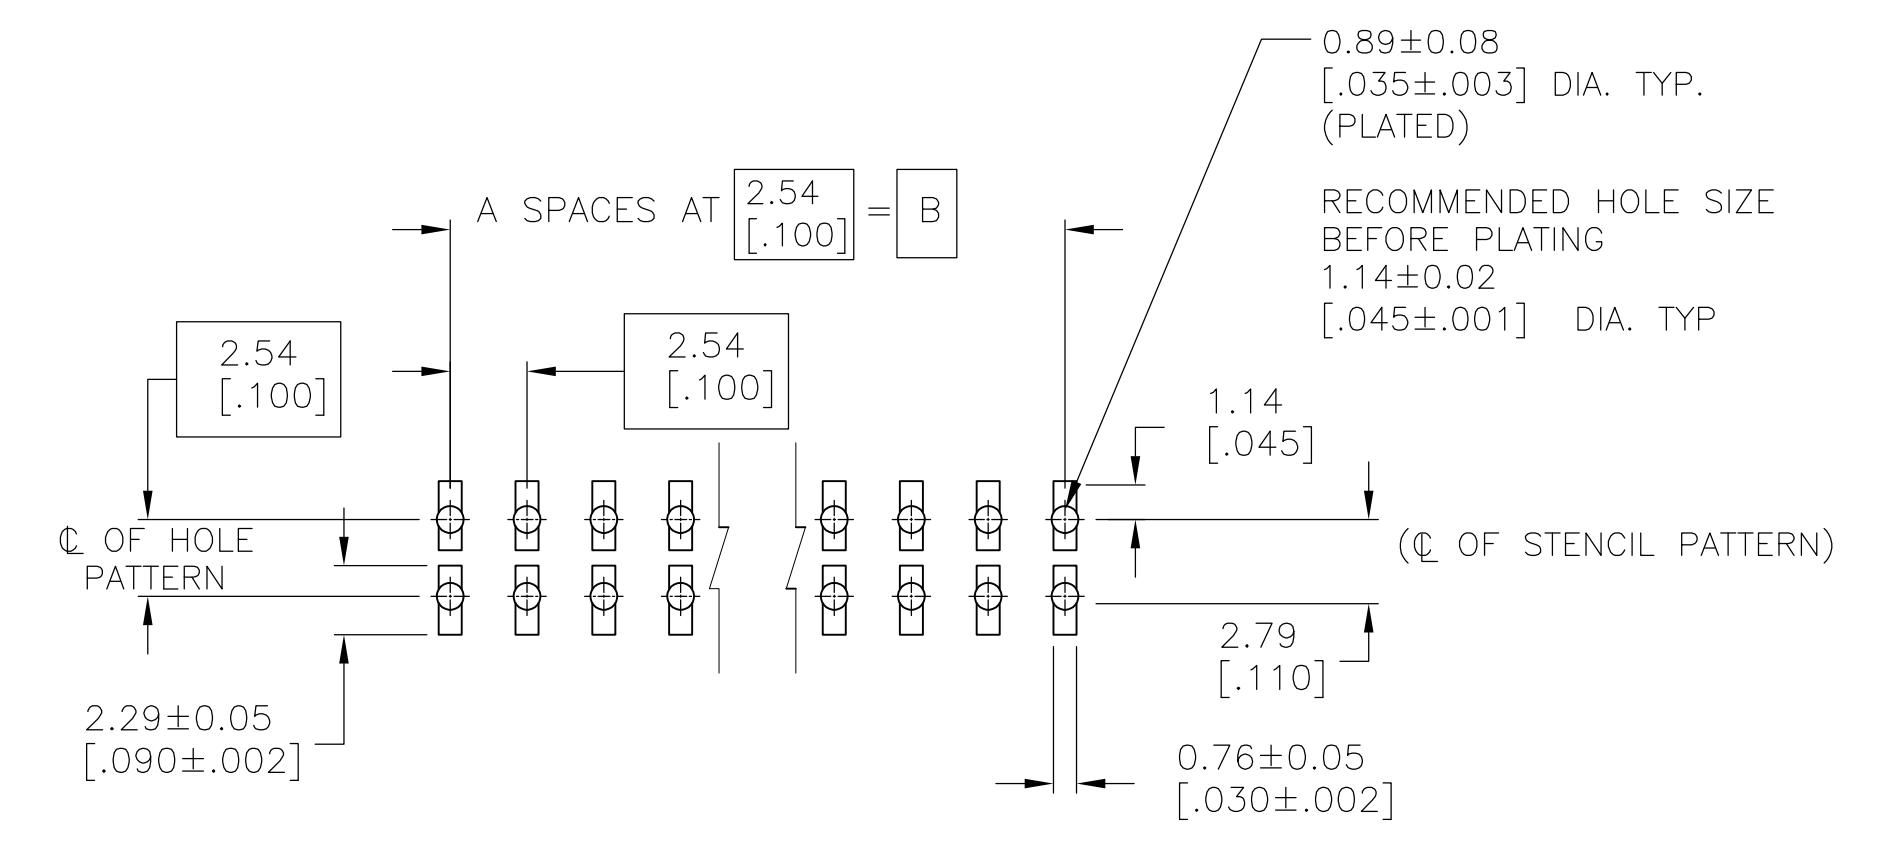 0.89±0.08
[.035±.003] DIA. TYP.
(PLATED)
RECOMMENDED HOLE SIZE
BEFORE PLATING
1.14±0.02
[.045±.001] DIA. TYP
A SPACES AT 2.54 [.100] = B
2.54
[.100]
2.54
[.100]
1.14
[.045]
℄ OF HOLE
PATTERN
(℄ OF STENCIL PATTERN)
2.79
[.110]
2.29±0.05
[.090±.002]
0.76±0.05
[.030±.002]